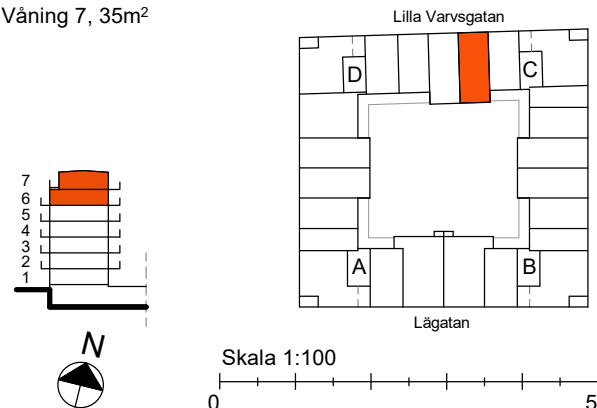 Våning 7, 35m²
Lilla Varvsgatan
D
C
7
6
5
4
3
2
1
A
B
Lägatan
N
Skala 1:100
0
5